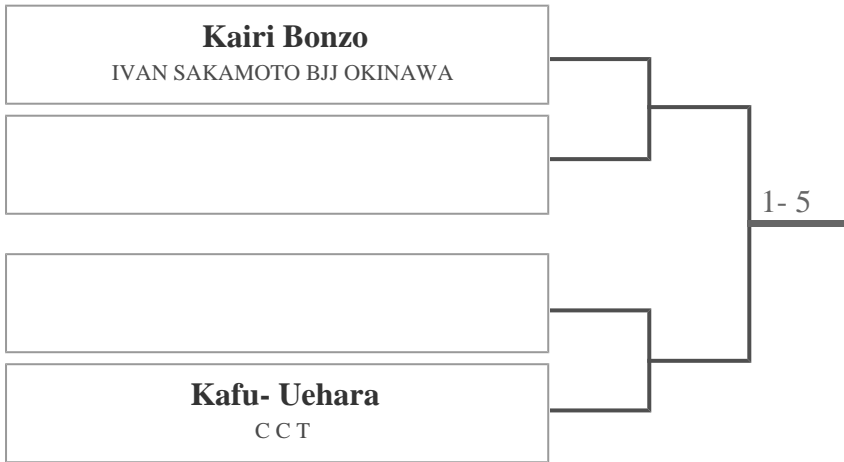 Kairi Bonzo
IVAN SAKAMOTO BJJ OKINAWA
1- 5
Kafu- Uehara
C C T